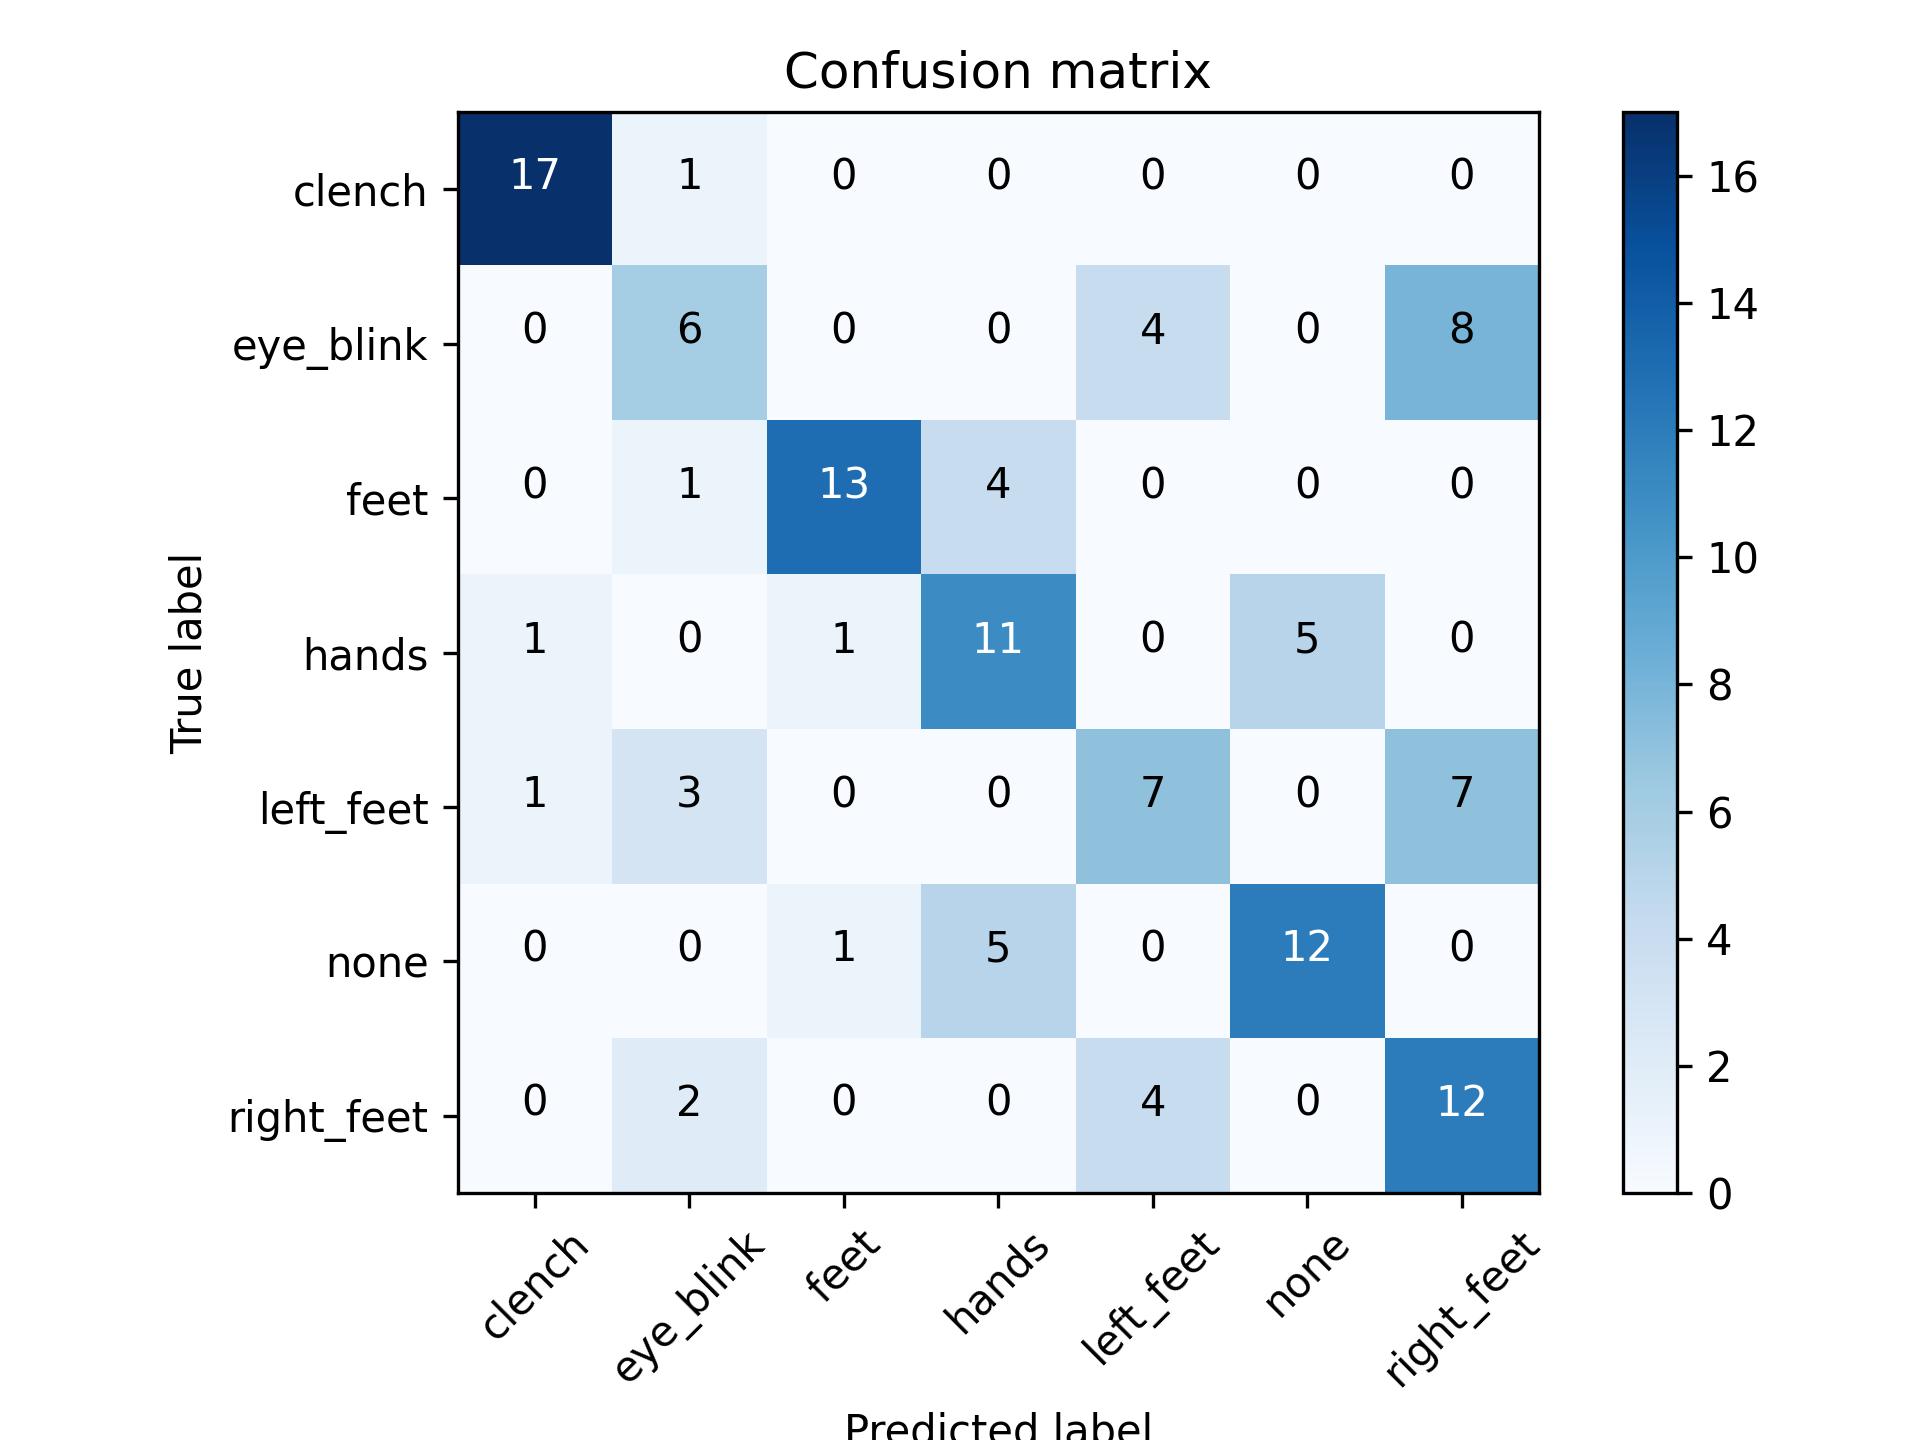 Confusion matrix
clench 17 1 0 0 0 0 0
eye_blink 0 6 0 0 4 0 8
feet 0 1 13 4 0 0 0
hands 1 0 1 11 0 5 0
left_feet 1 3 0 0 7 0 7
none 0 0 1 5 0 12 0
right_feet 0 2 0 0 4 0 12
True label
clench eye_blink feet hands left_feet none right_feet
Predicted label
16
14
12
10
8
6
4
2
0